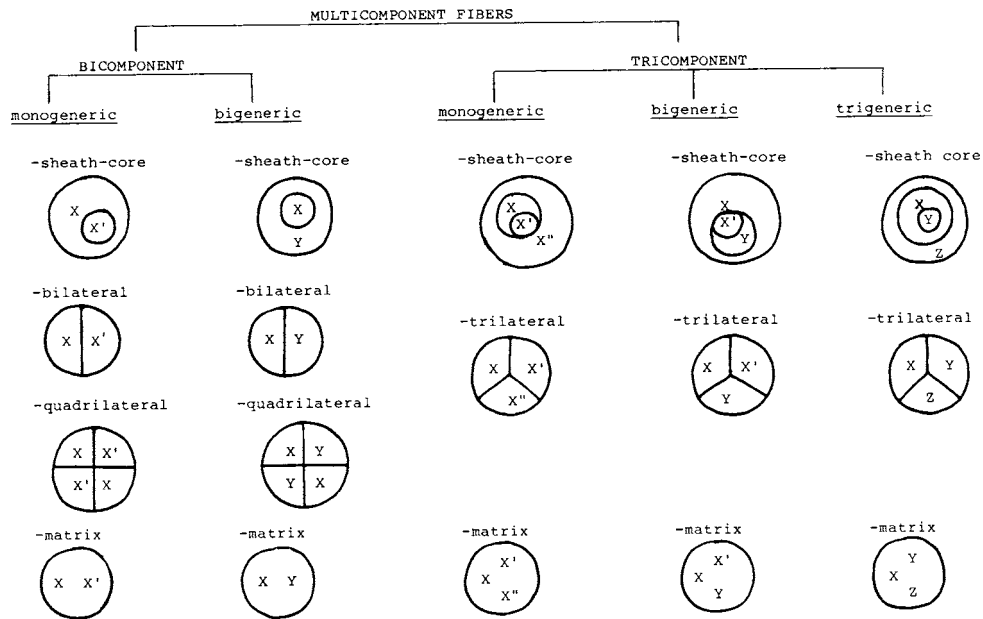 MULTICOMPONENT FIBERS
BICOMPONENT
TRICOMPONENT
monogeneric
bigeneric
monogeneric
bigeneric
trigeneric
-sheath-core
-sheath-core
-sheath-core
-sheath-core
-sheath core
X
X'
X
Y
X
X'
X"
X
X'
Y
X
Y
Z
-bilateral
-bilateral
-trilateral
-trilateral
-trilateral
X X'
X Y
X X'
X"
X X'
Y
X Y
Z
-quadrilateral
-quadrilateral
X X'
X' X
X Y
Y X
-matrix
-matrix
-matrix
-matrix
-matrix
X X'
X Y
X'
X
X"
X'
X
Y
Y
X
Z